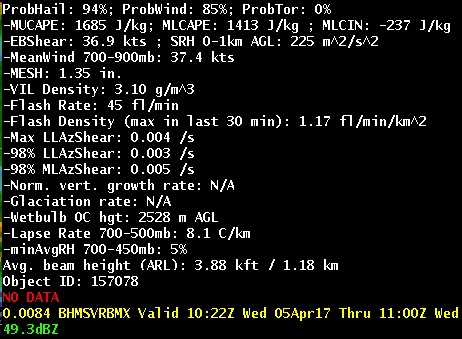 ProbHail: 94%; ProbWind: 85%; ProbTor: 0%
-MUCAPE: 1685 J/kg; MLCAPE: 1413 J/kg ; MLCIN: -237 J/kg
-EBShear: 36.9 kts ; SRH 0-1km AGL: 225 m^2/s^2
-MeanWind 700-900mb: 37.4 kts
-MESH: 1.35 in.
-VIL Density: 3.10 g/m^3
-Flash Rate: 45 fl/min
-Flash Density (max in last 30 min): 1.17 fl/min/km^2
-Max LLAzShear: 0.004 /s
-98% LLAzShear: 0.003 /s
-98% MLAzShear: 0.005 /s
-Norm. vert. growth rate: N/A
-Glaciation rate: N/A
-Wetbulb 0C hgt: 2528 m AGL
-Lapse Rate 700-500mb: 8.1 C/km
-minAvgRH 700-450mb: 5%
Avg. beam height (ARL): 3.88 kft / 1.18 km
Object ID: 157078
NO DATA
0.0084 BHMSVRBMX Valid 10:22Z Wed 05Apr17 Thru 11:00Z Wed
49.3dBZ